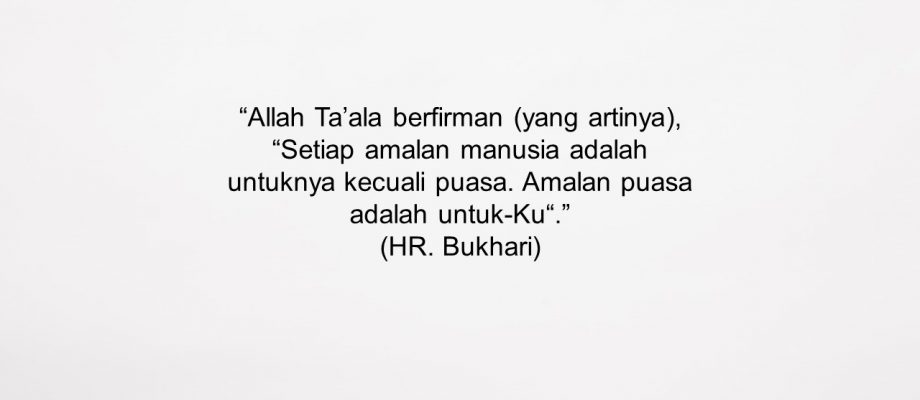 “Allah Ta’ala berfirman (yang artinya),
“Setiap amalan manusia adalah
untuknya kecuali puasa. Amalan puasa
adalah untuk-Ku“.”
(HR. Bukhari)